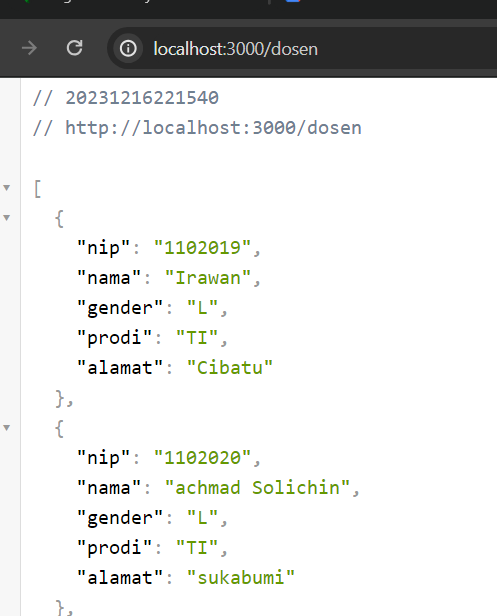 localhost:3000/dosen
// 20231216221540
// http://localhost:3000/dosen
[
{
"nip": "1102019",
"nama": "Irawan",
"gender": "L",
"prodi": "TI",
"alamat": "Cibatu"
},
{
"nip": "1102020",
"nama": "achmad Solichin",
"gender": "L",
"prodi": "TI",
"alamat": "sukabumi"
},